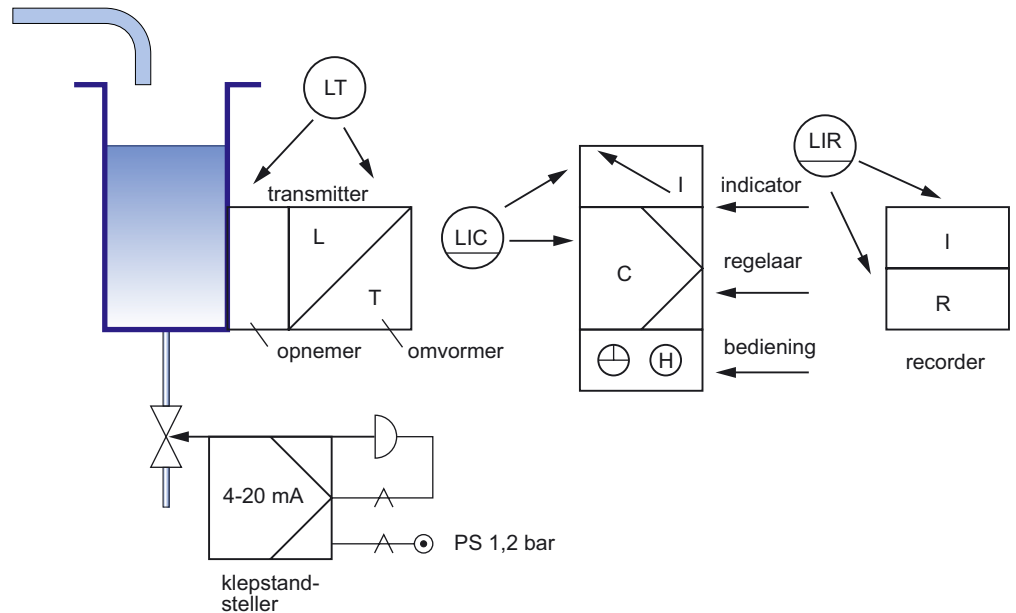 LT
LIR
transmitter
I
indicator
LIC
L
I
C
regelaar
T
R
opnemer
omvormer
bediening
H
recorder
4-20 mA
PS 1,2 bar
klepstand-
steller